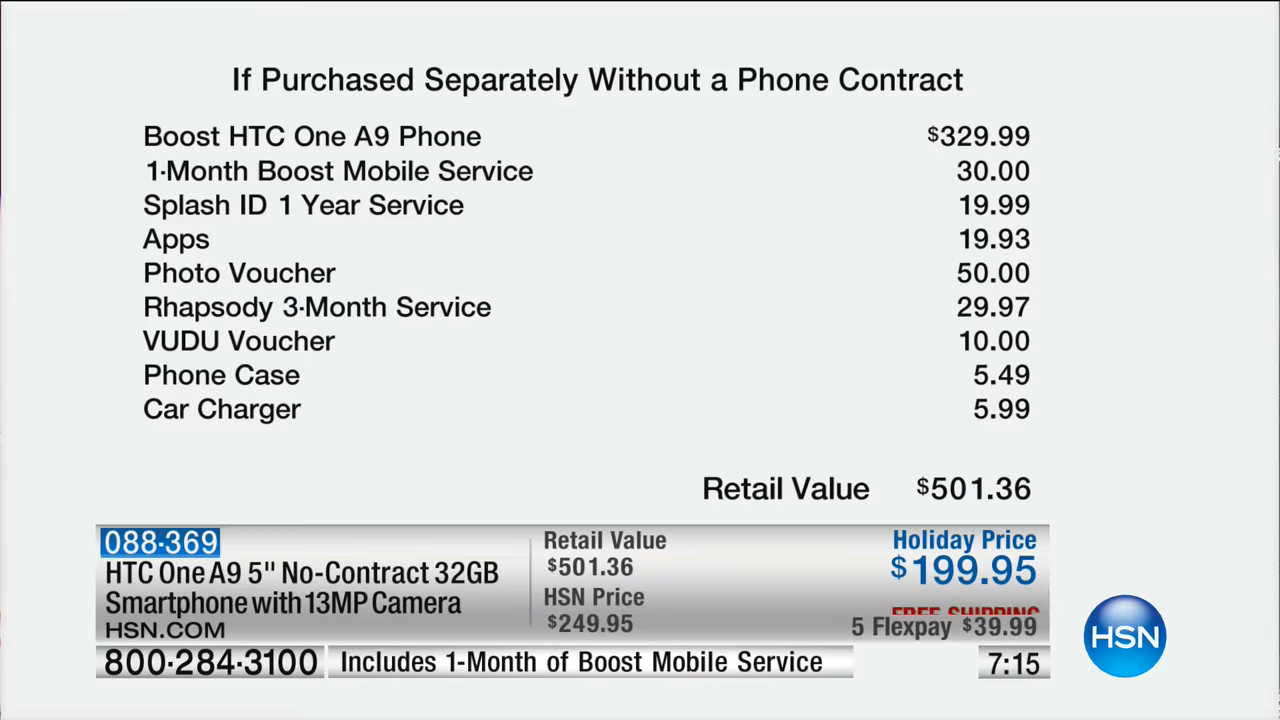 If Purchased Separately Without a Phone Contract
Boost HTC One A9 Phone $329.99
1-Month Boost Mobile Service 30.00
Splash ID 1 Year Service 19.99
Apps 19.93
Photo Voucher 50.00
Rhapsody 3-Month Service 29.97
VUDU Voucher 10.00
Phone Case 5.49
Car Charger 5.99
Retail Value $501.36
088-369
HTC One A9 5" No-Contract 32GB
Smartphone with 13MP Camera
HSN.COM
Retail Value
$501.36
HSN Price
$249.95
Holiday Price
$199.95
FREE SHIPPING
5 Flexpay $39.99
HSN
800-284-3100 Includes 1-Month of Boost Mobile Service 7:15